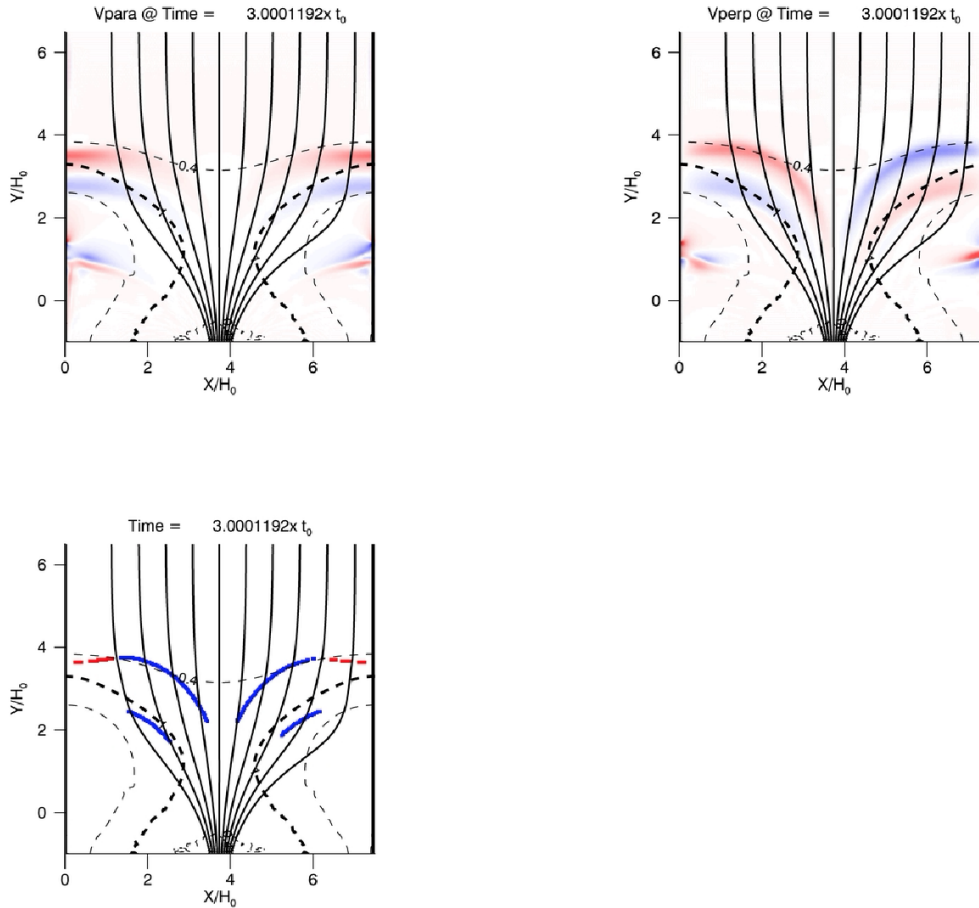 Vpara @ Time = 3.0001192x t₀
Y/H₀
6
4
2
0
0.4
1
0 2 4 6
X/H₀
Vperp @ Time = 3.0001192x t₀
Y/H₀
6
4
2
0
0.4
0 2 4 6
X/H₀
Time = 3.0001192x t₀
Y/H₀
6
4
2
0
0.4
0 2 4 6
X/H₀